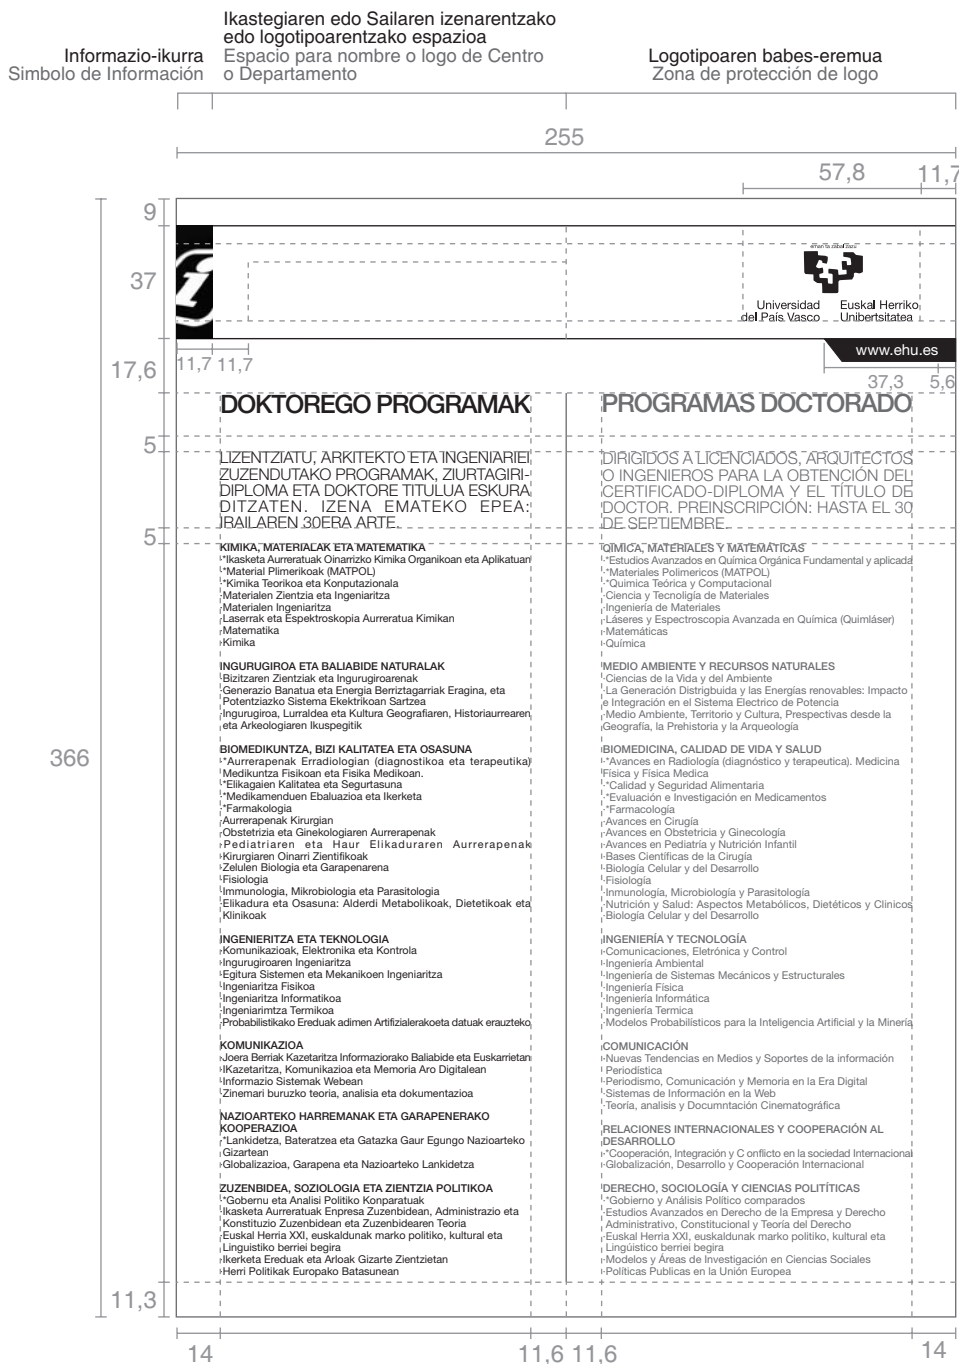 Informazio-ikurra
Simbolo de Información
Ikastegiaren edo Sailaren izenarentzako
edo logotipoarentzako espazioa
Espacio para nombre o logo de Centro
o Departamento
Logotipoaren babes-eremua
Zona de protección de logo
255
57,8
11,7
9
37
17,6
5
5
366
11,3
i
eman ta zabal zazu
Universidad
del País Vasco
Euskal Herriko
Unibertsitatea
www.ehu.es
11,7
11,7
37,3
5,6
DOKTOREGO PROGRAMAK
LIZENTZIATU, ARKITEKTO ETA INGENIARIEI
ZUZENDUTAKO PROGRAMAK, ZIURTAGIRI-
DIPLOMA ETA DOKTORE TITULUA ESKURA
DITZATEN. IZENA EMATEKO EPEA:
IRAILAREN 30ERA ARTE.
KIMIKA, MATERIALAK ETA MATEMATIKA
·*Ikasketa Aurreratuak Oinarrizko Kimika Organikoan eta Aplikatuan
·*Material Plimerikoak (MATPOL)
·*Kimika Teorikoa eta Konputazionala
·Materialen Zientzia eta Ingeniaritza
·Materialen Ingeniaritza
·Laserrak eta Espektroskopia Aurreratua Kimikan
·Matematika
·Kimika
INGURUGIROA ETA BALIABIDE NATURALAK
·Bizitzaren Zientziak eta Ingurugiroarenak
·Generazio Banatua eta Energia Berriztagarriak Eragina, eta
Potentziazko Sistema Ekektrikoan Sartzea
·Ingurugiroa, Lurraldea eta Kultura Geografiaren, Historiaurrearen
eta Arkeologiaren Ikuspegitik
BIOMEDIKUNTZA, BIZI KALITATEA ETA OSASUNA
·*Aurrerapenak Erradiologian (diagnostikoa eta terapeutika)
Medikuntza Fisikoan eta Fisika Medikoan.
·*Elikagaien Kalitatea eta Segurtasuna
·*Medikamenduen Ebaluazioa eta Ikerketa
·*Farmakologia
·Aurrerapenak Kirurgian
·Obstetrizia eta Ginekologiaren Aurrerapenak
·Pediatriaren eta Haur Elikaduraren Aurrerapenak
·Kirurgiaren Oinarri Zientifikoak
·Zelulen Biologia eta Garapenarena
·Fisiologia
·Immunologia, Mikrobiologia eta Parasitologia
·Elikadura eta Osasuna: Alderdi Metabolikoak, Dietetikoak eta
Klinikoak
INGENIERITZA ETA TEKNOLOGIA
·Komunikazioak, Elektronika eta Kontrola
·Ingurugiroaren Ingeniaritza
·Egitura Sistemen eta Mekanikoen Ingeniaritza
·Ingeniaritza Fisikoa
·Ingeniaritza Informatikoa
·Ingeniarimtza Termikoa
·Probabilistikako Ereduak adimen Artifizialerakoeta datuak erauzteko
KOMUNIKAZIOA
·Joera Berriak Kazetaritza Informaziorako Baliabide eta Euskarrietan
·IKazetaritza, Komunikazioa eta Memoria Aro Digitalean
·Informazio Sistemak Webean
·Zinemari buruzko teoria, analisia eta dokumentazioa
NAZIOARTEKO HARREMANAK ETA GARAPENERAKO
KOOPERAZIOA
·*Lankidetza, Bateratzea eta Gatazka Gaur Egungo Nazioarteko
Gizartean
·Globalizazioa, Garapena eta Nazioarteko Lankidetza
ZUZENBIDEA, SOZIOLOGIA ETA ZIENTZIA POLITIKOA
·*Gobernu eta Analisi Politiko Konparatuak
·Ikasketa Aurreratuak Enpresa Zuzenbidean, Administrazio eta
Konstituzio Zuzenbidean eta Zuzenbidearen Teoria
·Euskal Herria XXI, euskaldunak marko politiko, kultural eta
Linguistiko berriei begira
·Ikerketa Ereduak eta Arloak Gizarte Zientzietan
·Herri Politikak Europako Batasunean
PROGRAMAS DOCTORADO
DIRIGIDOS A LICENCIADOS, ARQUITECTOS
O INGENIEROS PARA LA OBTENCIÓN DEL
CERTIFICADO-DIPLOMA Y EL TÍTULO DE
DOCTOR. PREINSCRIPCIÓN: HASTA EL 30
DE SEPTIEMBRE.
QIMICA, MATERIALES Y MATEMÁTICAS
·*Estudios Avanzados en Química Orgánica Fundamental y aplicada
·*Materiales Polimericos (MATPOL)
·*Quimica Teórica y Computacional
·Ciencia y Tecnología de Materiales
·Ingeniería de Materiales
·Láseres y Espectroscopia Avanzada en Química (Quimláser)
·Matemáticas
·Química
MEDIO AMBIENTE Y RECURSOS NATURALES
·Ciencias de la Vida y del Ambiente
·La Generación Distrigbuida y las Energías renovables: Impacto
e Integración en el Sistema Electrico de Potencia
·Medio Ambiente, Territorio y Cultura, Prespectivas desde la
Geografía, la Prehistoria y la Arqueología
BIOMEDICINA, CALIDAD DE VIDA Y SALUD
·*Avances en Radiología (diagnóstico y terapeutica). Medicina
Física y Física Medica
·*Calidad y Seguridad Alimentaria
·*Evaluación e Investigación en Medicamentos
·*Farmacología
·Avances en Cirugía
·Avances en Obstetricia y Ginecología
·Avances en Pediatría y Nutrición Infantil
·Bases Científicas de la Cirugía
·Biología Celular y del Desarrollo
·Fisiología
·Inmunología, Microbiología y Parasitología
·Nutrición y Salud: Aspectos Metabólicos, Dietéticos y Clinicos
·Biología Celular y del Desarrollo
INGENIERÍA Y TECNOLOGÍA
·Comunicaciones, Eletrónica y Control
·Ingeniería Ambiental
·Ingeniería de Sistemas Mecánicos y Estructurales
·Ingeniería Física
·Ingeniería Informática
·Ingeniería Termica
·Modelos Probabilísticos para la Inteligencia Artificial y la Minería
COMUNICACIÓN
·Nuevas Tendencias en Medios y Soportes de la información
Periodística
·Periodismo, Comunicación y Memoria en la Era Digital
·Sistemas de Información en la Web
·Teoría, analisis y Documntación Cinematográfica
RELACIONES INTERNACIONALES Y COOPERACIÓN AL
DESARROLLO
·*Cooperación, Integración y C onflicto en la sociedad Internacional
·Globalización, Desarrollo y Cooperación Internacional
DERECHO, SOCIOLOGÍA Y CIENCIAS POLITÍTICAS
·*Gobierno y Análisis Político comparados
·Estudios Avanzados en Derecho de la Empresa y Derecho
Administrativo, Constitucional y Teoría del Derecho
·Euskal Herria XXI, euskaldunak marko politiko, kultural eta
Lingüistico berriei begira
·Modelos y Áreas de Investigación en Ciencias Sociales
·Políticas Publicas en la Unión Europea
14
11,6
11,6
14